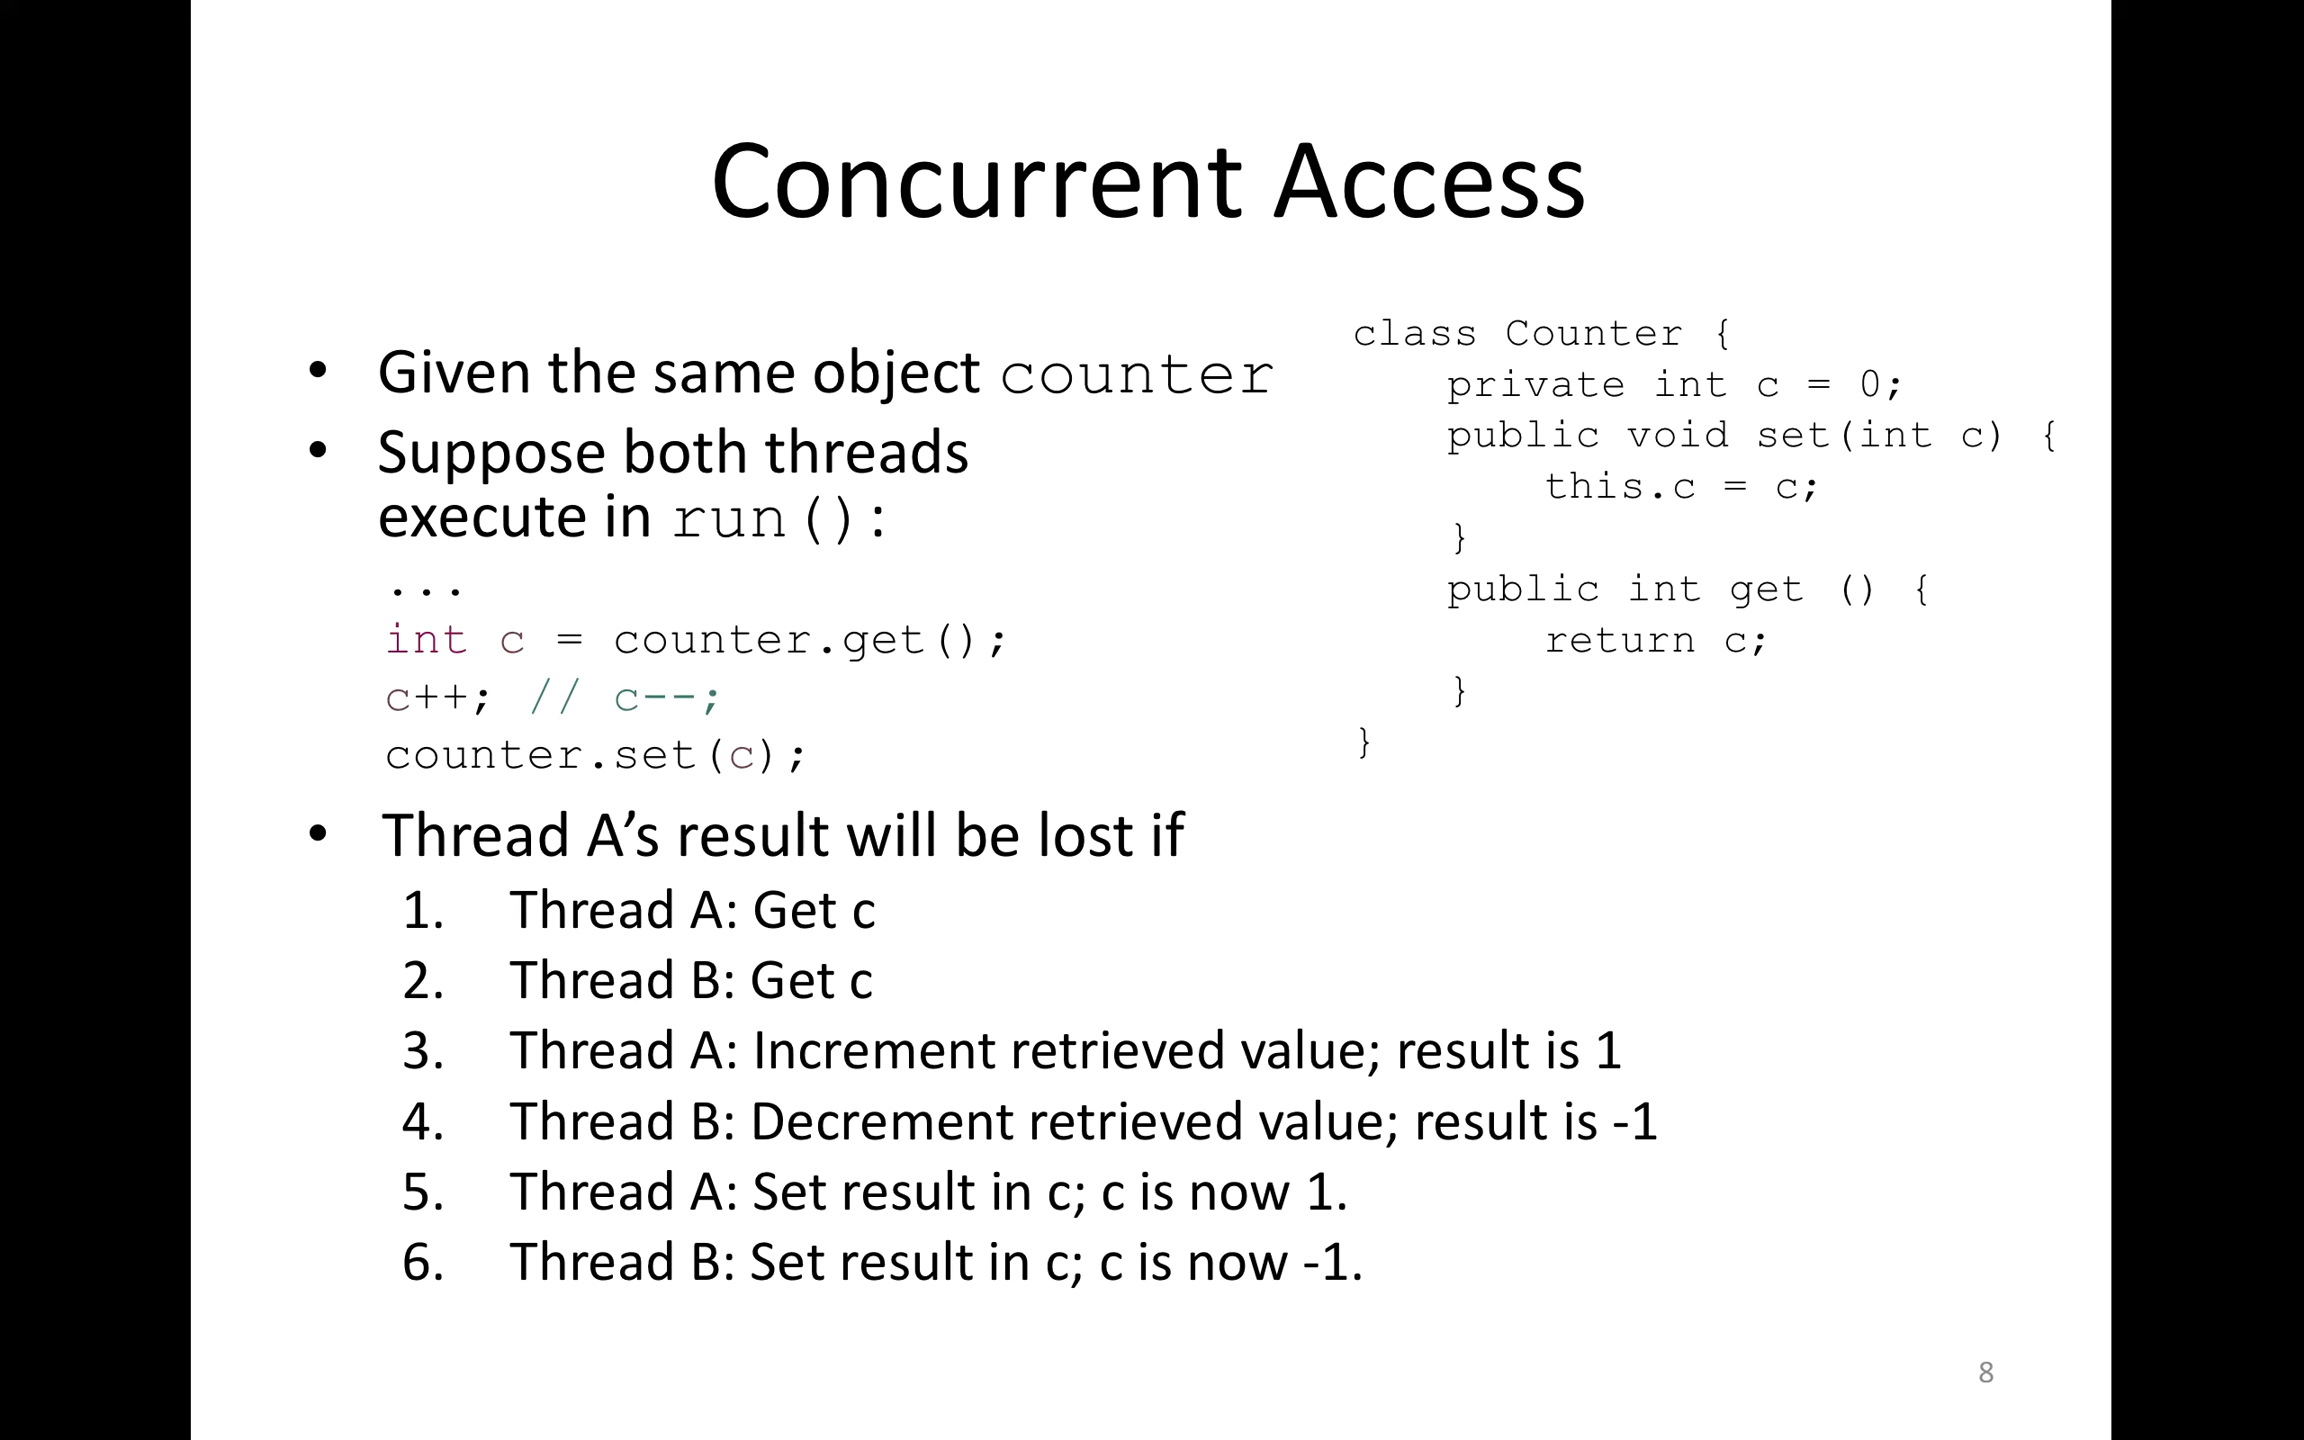 Concurrent Access
• Given the same object counter
• Suppose both threads
execute in run():
...
int c = counter.get();
c++; // c--;
counter.set(c);
class Counter {
private int c = 0;
public void set(int c) {
this.c = c;
}
public int get () {
return c;
}
}
• Thread A’s result will be lost if
1. Thread A: Get c
2. Thread B: Get c
3. Thread A: Increment retrieved value; result is 1
4. Thread B: Decrement retrieved value; result is -1
5. Thread A: Set result in c; c is now 1.
6. Thread B: Set result in c; c is now -1.
8